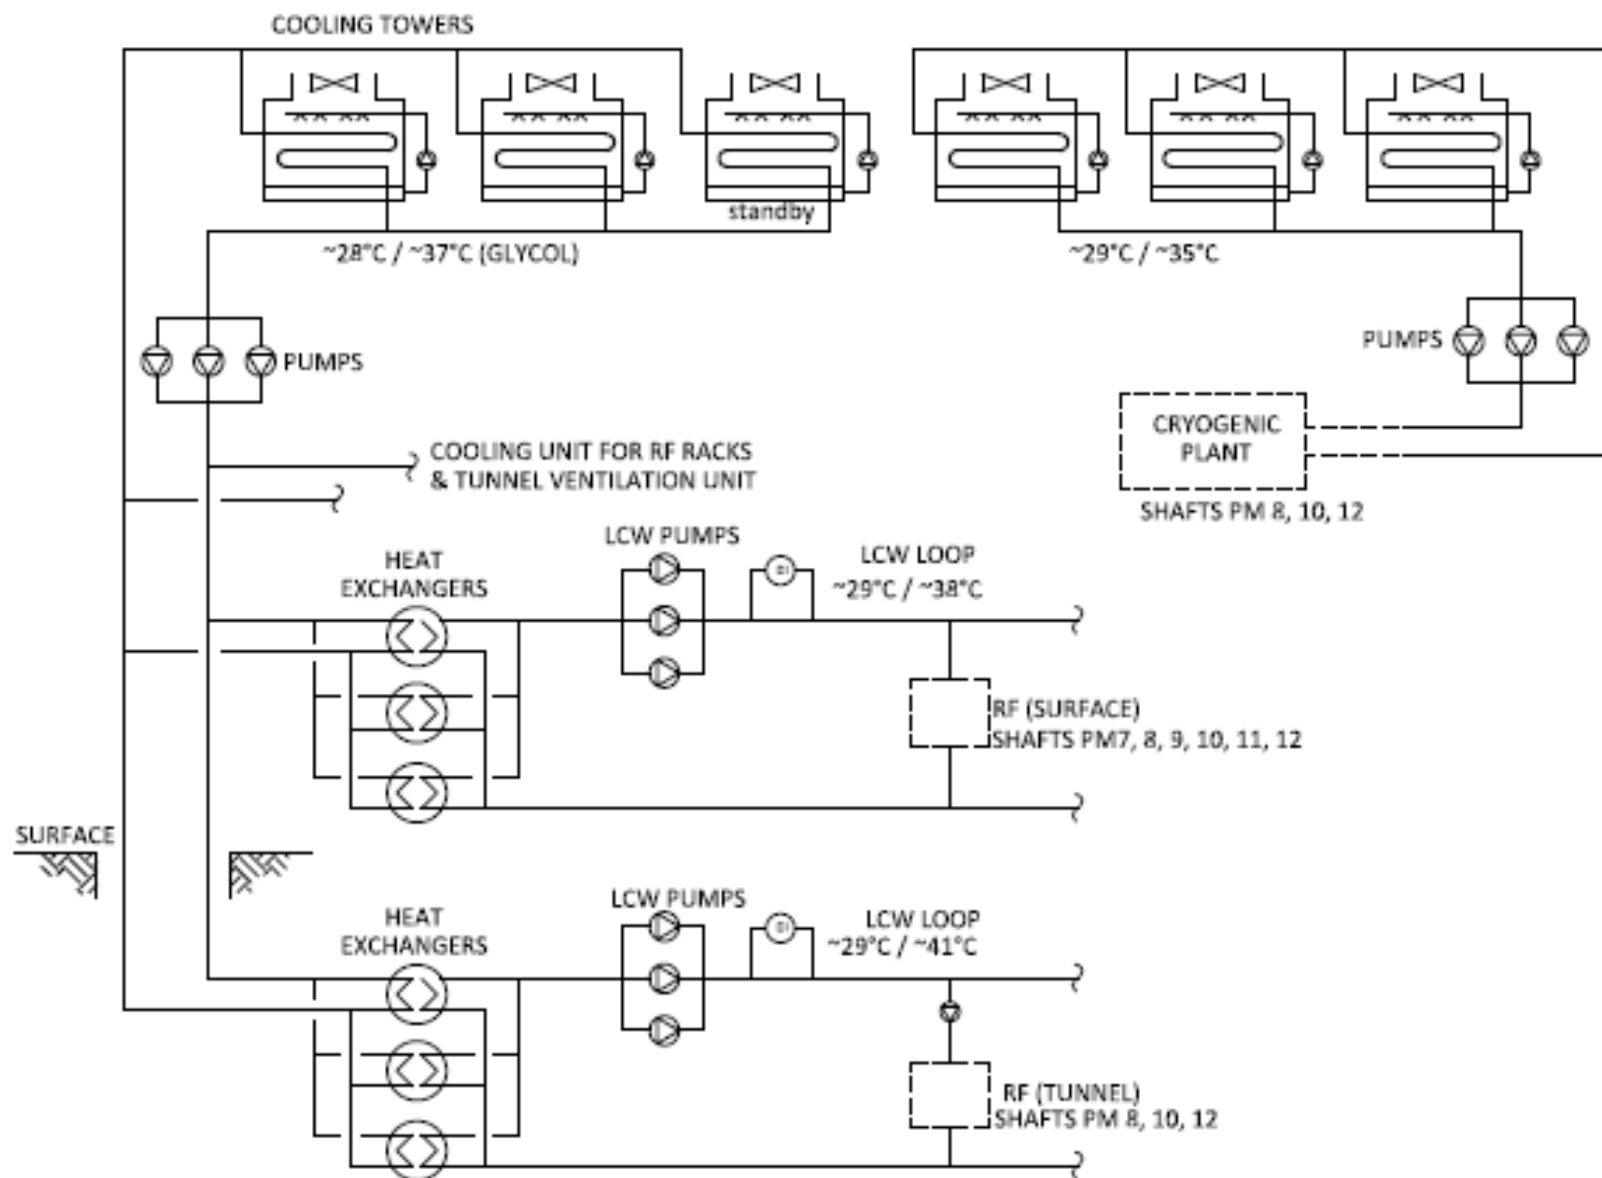 COOLING TOWERS
standby
~28°C / ~37°C (GLYCOL)
~29°C / ~35°C
PUMPS
PUMPS
CRYOGENIC
PLANT
SHAFTS PM 8, 10, 12
COOLING UNIT FOR RF RACKS
& TUNNEL VENTILATION UNIT
LCW PUMPS
HEAT
EXCHANGERS
LCW LOOP
~29°C / ~38°C
RF (SURFACE)
SHAFTS PM7, 8, 9, 10, 11, 12
SURFACE
LCW PUMPS
HEAT
EXCHANGERS
LCW LOOP
~29°C / ~41°C
RF (TUNNEL)
SHAFTS PM 8, 10, 12